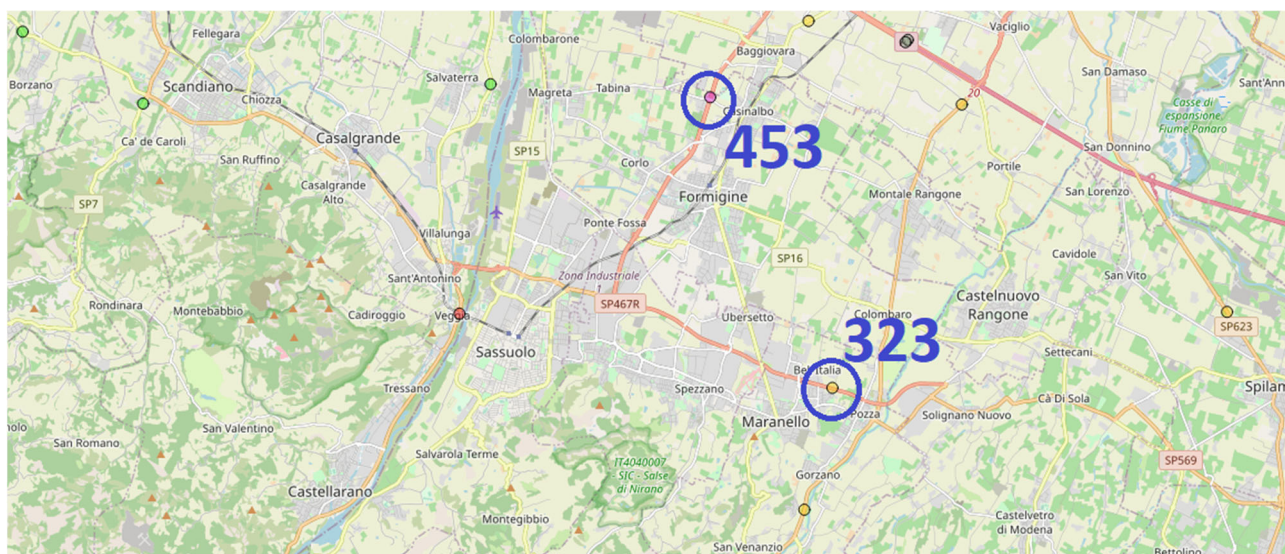 Fellegara
Colombarone
Vaciglio
Baggiovara
Borzano
Scandiano
Chiozza
Salvaterra
Magreta
Tabina
San Damaso
Sant'Ann
20
Casse di
espansione,
Fiume Panaro
Ca' de Caroli
Casalgrande
Casinalbo
453
SP15
San Ruffino
Corlo
Portile
San Donnino
Casalgrande
Alto
Formigine
Montale Rangone
San Lorenzo
SP7
Villalunga
Ponte Fossa
SP16
Cavidole
San Vito
Sant'Antonino
Zona Industriale
1
SP467R
Rondinara
Montebabbio
Cadiroggio
Veggia
Ubersetto
Colombaro
Castelnuovo
Rangone
SP623
323
Sassuolo
Settecani
Bell'Italia
Tressano
Spezzano
Spilam
Cà Di Sola
Maranello
Pozza
Solignano Nuovo
San Valentino
San Romano
Salvarola Terme
IT4040007
- SIC - Salse
di Nirano
Gorzano
SP569
Castellarano
Montegibbio
Castelvetro
di Modena
San Venanzio
Bettolino